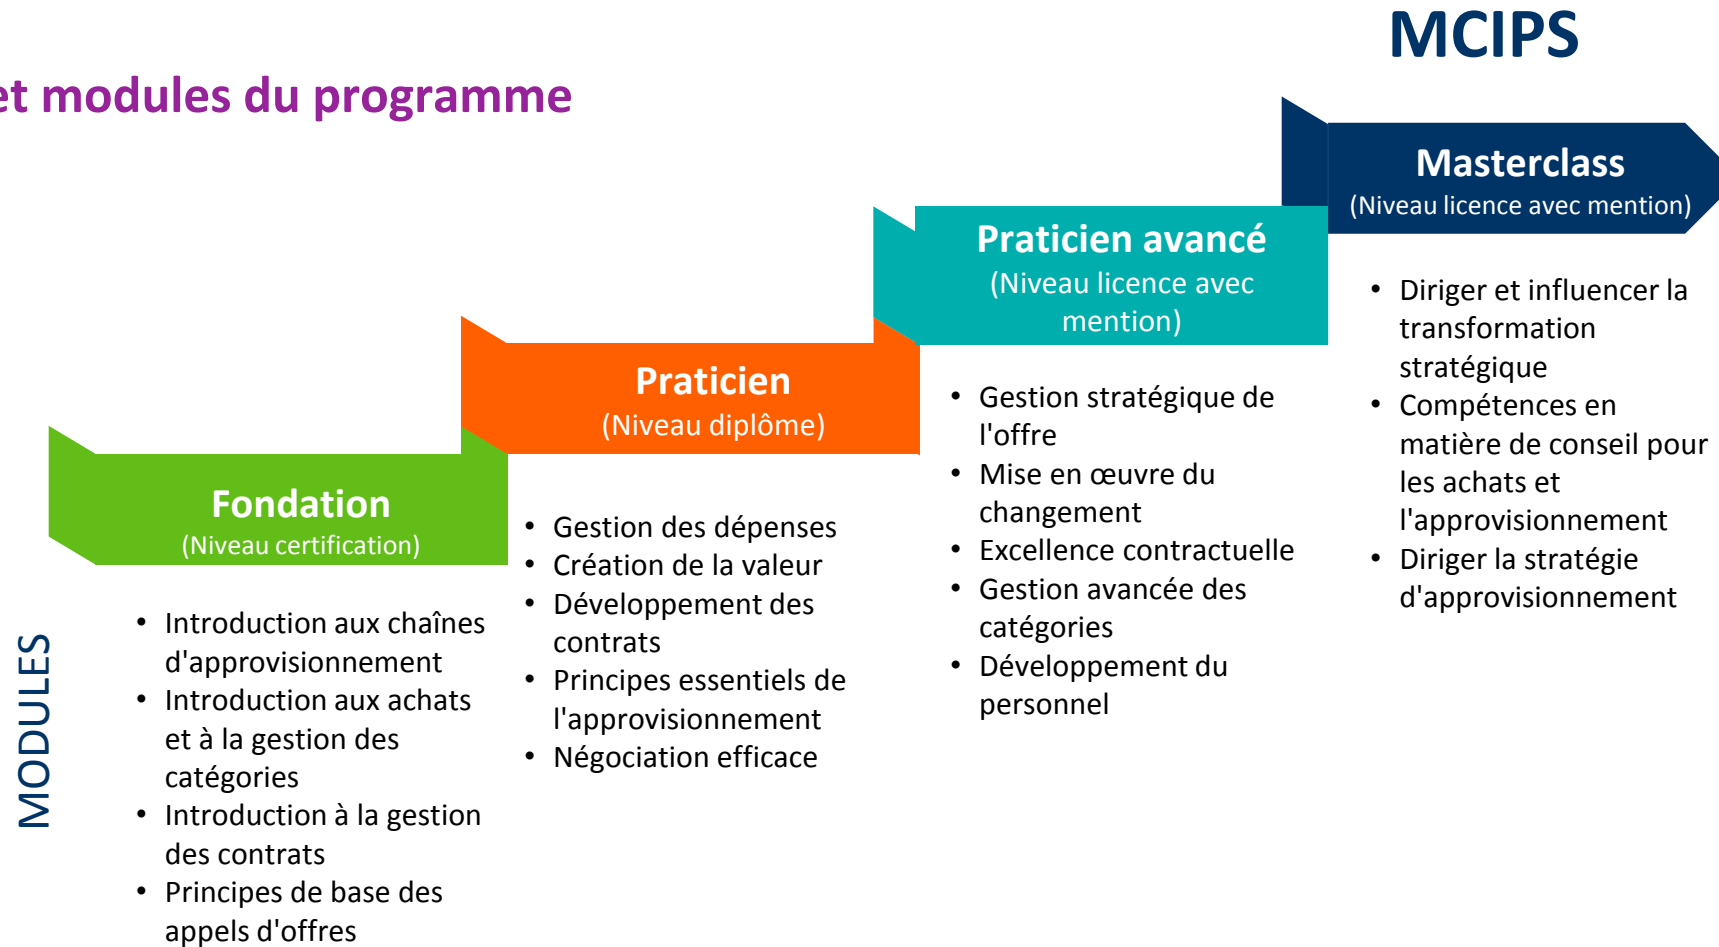 MCIPS
et modules du programme
Masterclass
(Niveau licence avec mention)
Praticien avancé
(Niveau licence avec
mention)
Praticien
(Niveau diplôme)
Fondation
(Niveau certification)
MODULES
• Introduction aux chaînes
d'approvisionnement
• Introduction aux achats
et à la gestion des
catégories
• Introduction à la gestion
des contrats
• Principes de base des
appels d'offres
• Gestion des dépenses
• Création de la valeur
• Développement des
contrats
• Principes essentiels de
l'approvisionnement
• Négociation efficace
• Gestion stratégique de
l'offre
• Mise en œuvre du
changement
• Excellence contractuelle
• Gestion avancée des
catégories
• Développement du
personnel
• Diriger et influencer la
transformation
stratégique
• Compétences en
matière de conseil pour
les achats et
l'approvisionnement
• Diriger la stratégie
d'approvisionnement